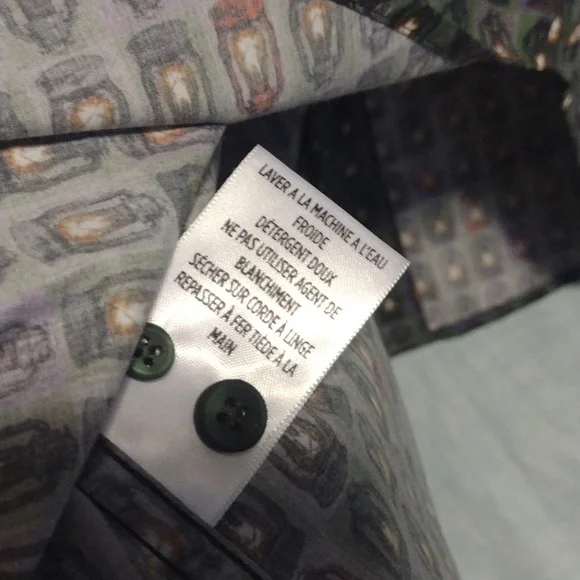 LAVER A LA MACHINE A L'EAU
FROIDE
DÉTERGENT DOUX
NE PAS UTILISER AGENT DE
BLANCHIMENT
SÉCHER SUR CORDE À LINGE
REPASSER À FER TIÈDE À LA
MAIN